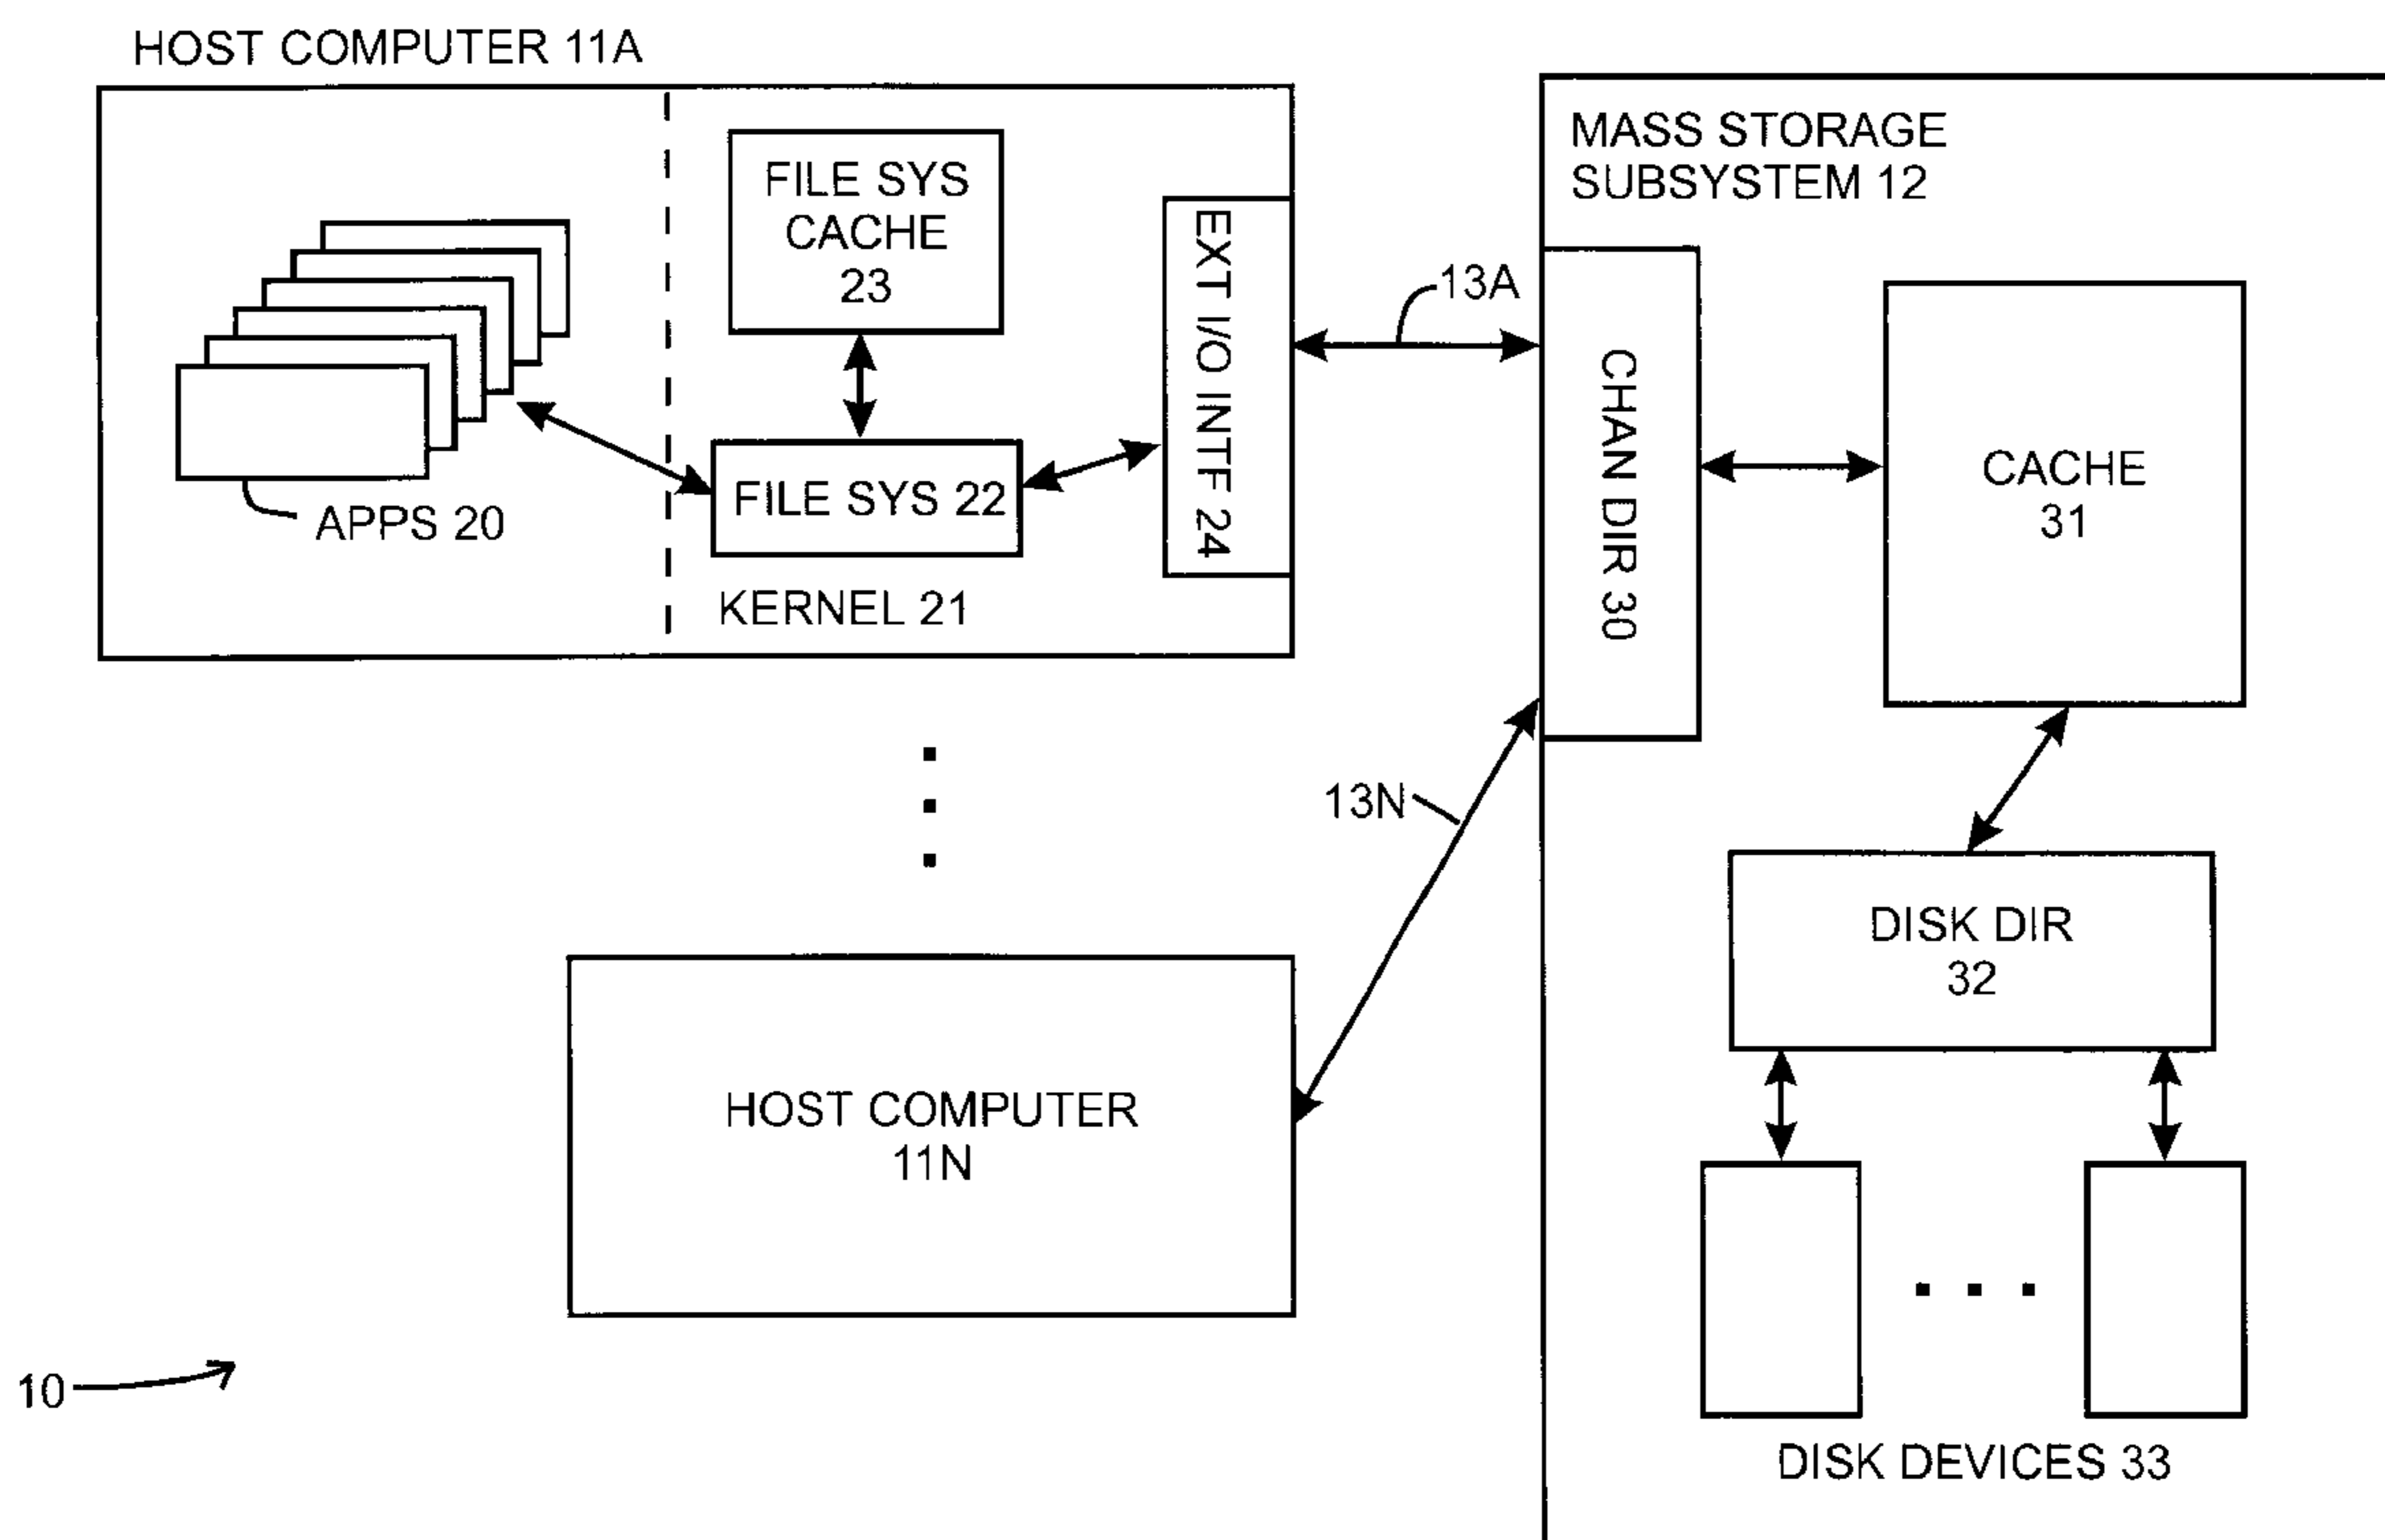 HOST COMPUTER 11A
FILE SYS
CACHE
23
FILE SYS 22
EXT I/O INTF 24
APPS 20
KERNEL 21
13A
MASS STORAGE
SUBSYSTEM 12
CHAN DIR 30
CACHE
31
13N
DISK DIR
32
HOST COMPUTER
11N
DISK DEVICES 33
10